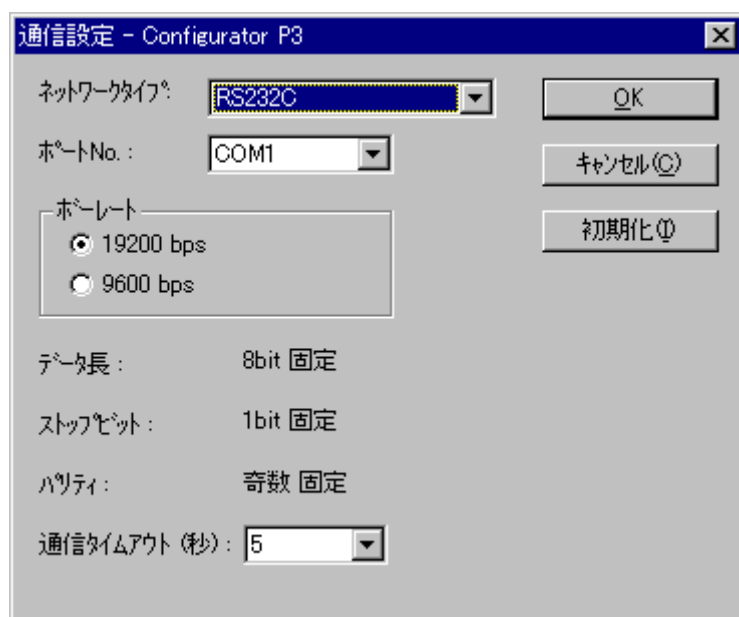 通信設定 - Configurator P3
ﾈｯﾄﾜｰｸﾀｲﾌﾟ: RS232C
OK
ﾎﾟｰﾄNo. : COM1
ｷｬﾝｾﾙ(C)
ﾎﾞｰﾚｰﾄ
初期化(I)
19200 bps
9600 bps
ﾃﾞｰﾀ長 : 8bit 固定
ｽﾄｯﾌﾟﾋﾞｯﾄ : 1bit 固定
ﾊﾟﾘﾃｨ : 奇数 固定
通信ﾀｲﾑｱｳﾄ (秒) : 5